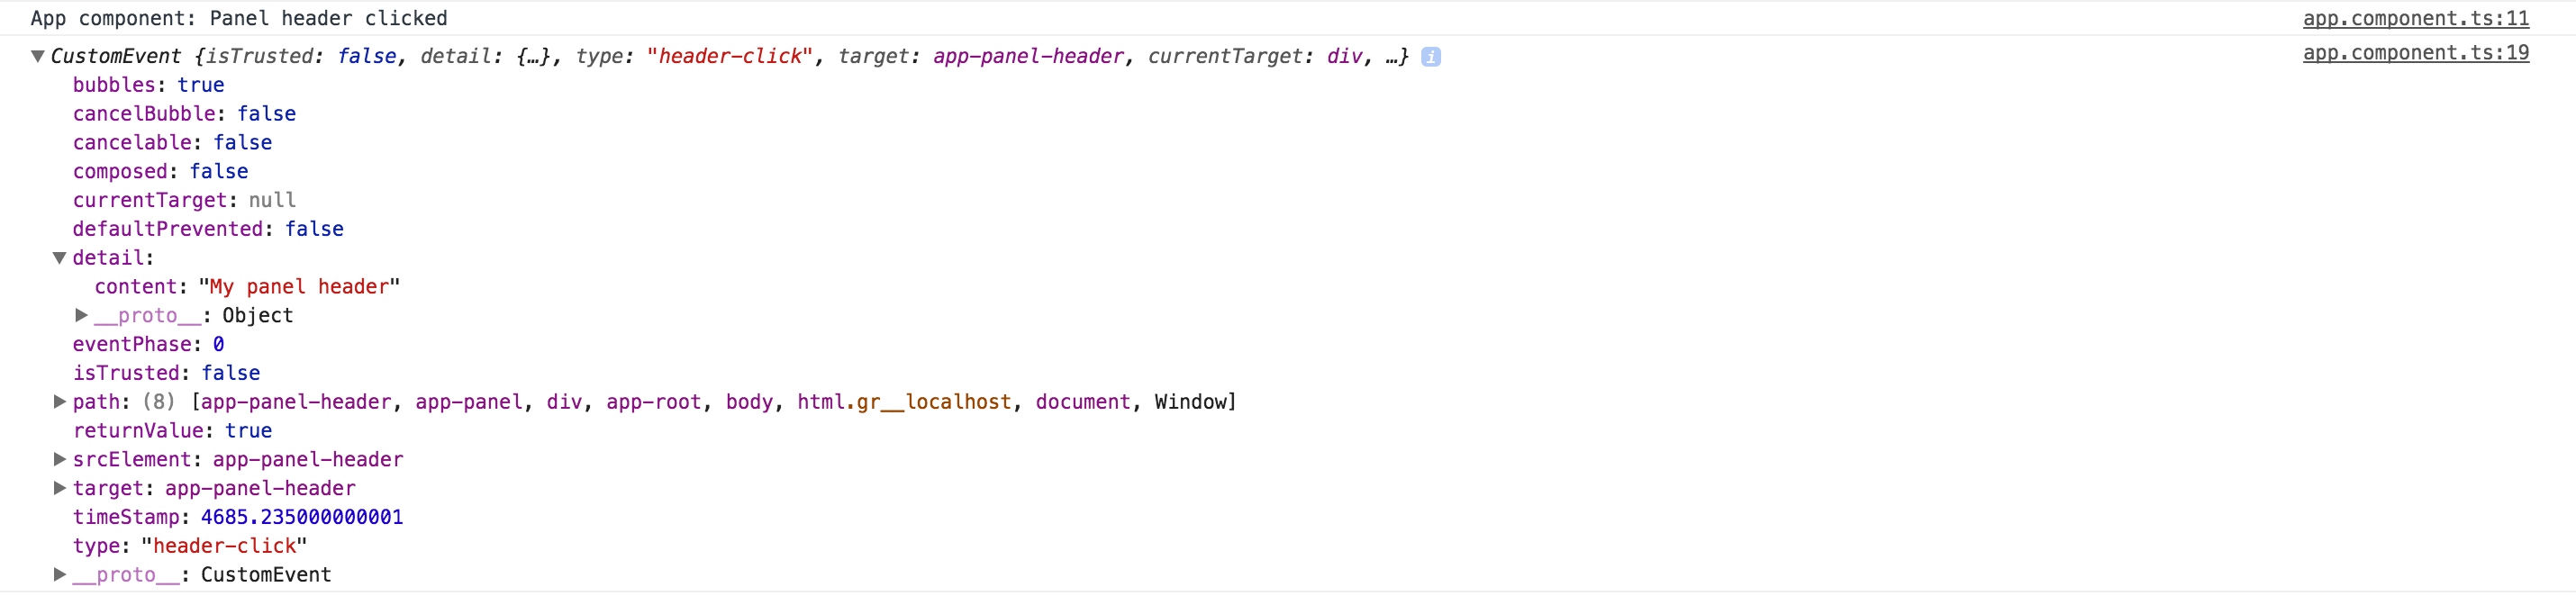 App component: Panel header clicked app.component.ts:11
▼CustomEvent {isTrusted: false, detail: {…}, type: "header-click", target: app-panel-header, currentTarget: div, …} i app.component.ts:19
bubbles: true
cancelBubble: false
cancelable: false
composed: false
currentTarget: null
defaultPrevented: false
▼detail:
content: "My panel header"
▶__proto__: Object
eventPhase: 0
isTrusted: false
▶path: (8) [app-panel-header, app-panel, div, app-root, body, html.gr__localhost, document, Window]
returnValue: true
▶srcElement: app-panel-header
▶target: app-panel-header
timeStamp: 4685.235000000001
type: "header-click"
▶__proto__: CustomEvent